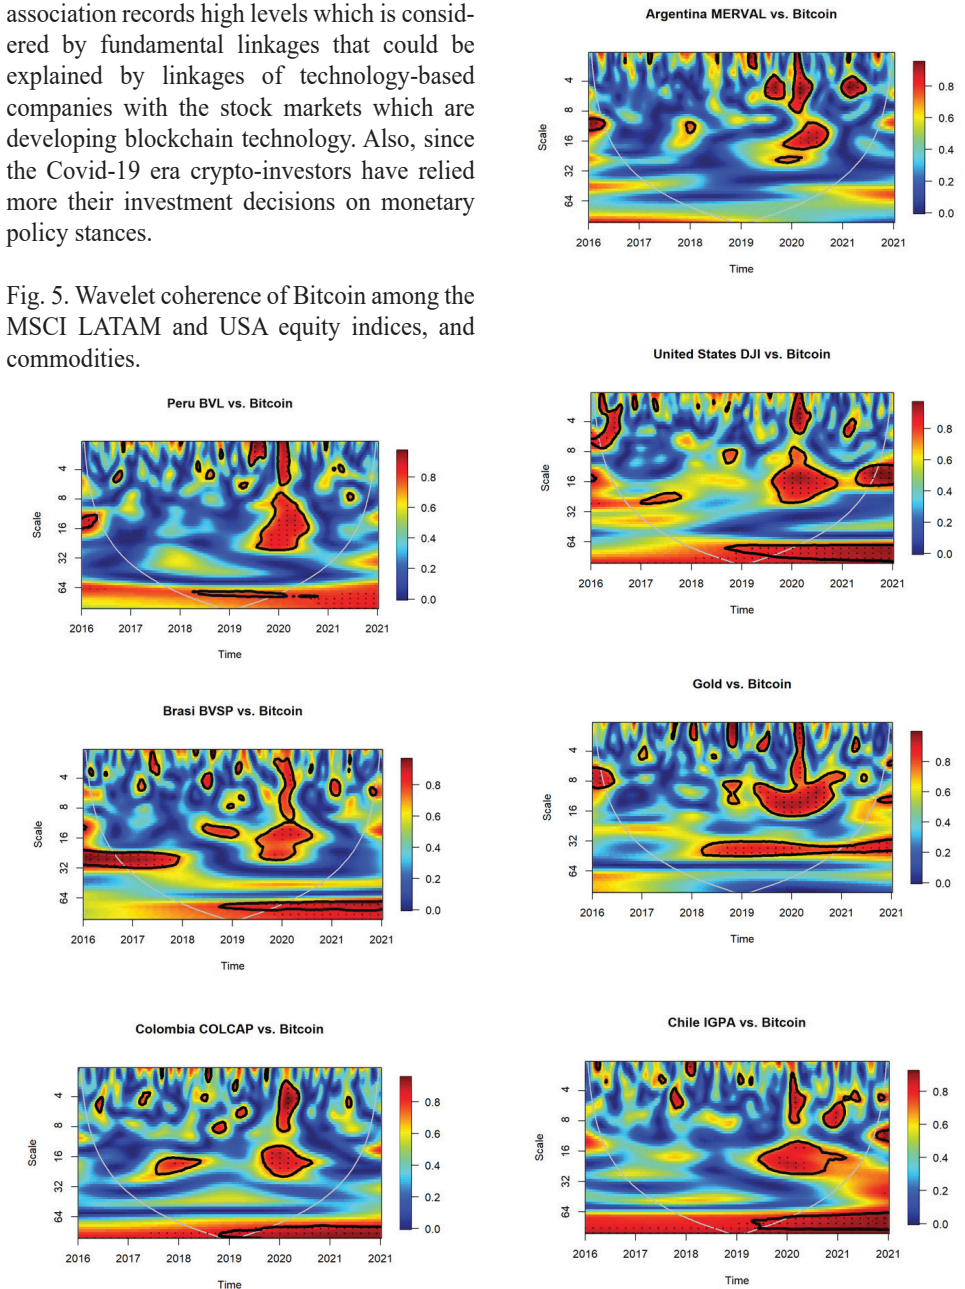 association records high levels which is consid-
ered by fundamental linkages that could be
explained by linkages of technology-based
companies with the stock markets which are
developing blockchain technology. Also, since
the Covid-19 era crypto-investors have relied
more their investment decisions on monetary
policy stances.
Fig. 5. Wavelet coherence of Bitcoin among the
MSCI LATAM and USA equity indices, and
commodities.
Peru BVL vs. Bitcoin
Scale
4
8
16
32
64
0.8
0.6
0.4
0.2
0.0
2016 2017 2018 2019 2020 2021
Time
Brasi BVSP vs. Bitcoin
Scale
4
8
16
32
64
0.8
0.6
0.4
0.2
0.0
2016 2017 2018 2019 2020 2021
Time
Colombia COLCAP vs. Bitcoin
Scale
4
8
16
32
64
0.8
0.6
0.4
0.2
0.0
2016 2017 2018 2019 2020 2021
Time
Argentina MERVAL vs. Bitcoin
Scale
4
8
16
32
64
0.8
0.6
0.4
0.2
0.0
2016 2017 2018 2019 2020 2021 2021
Time
United States DJI vs. Bitcoin
Scale
4
8
16
32
64
0.8
0.6
0.4
0.2
0.0
2016 2017 2018 2019 2020 2021
Time
Gold vs. Bitcoin
Scale
4
8
16
32
64
0.8
0.6
0.4
0.2
0.0
2016 2017 2018 2019 2020 2021
Time
Chile IGPA vs. Bitcoin
Scale
4
8
16
32
64
0.8
0.6
0.4
0.2
0.0
2016 2017 2018 2019 2020 2021
Time